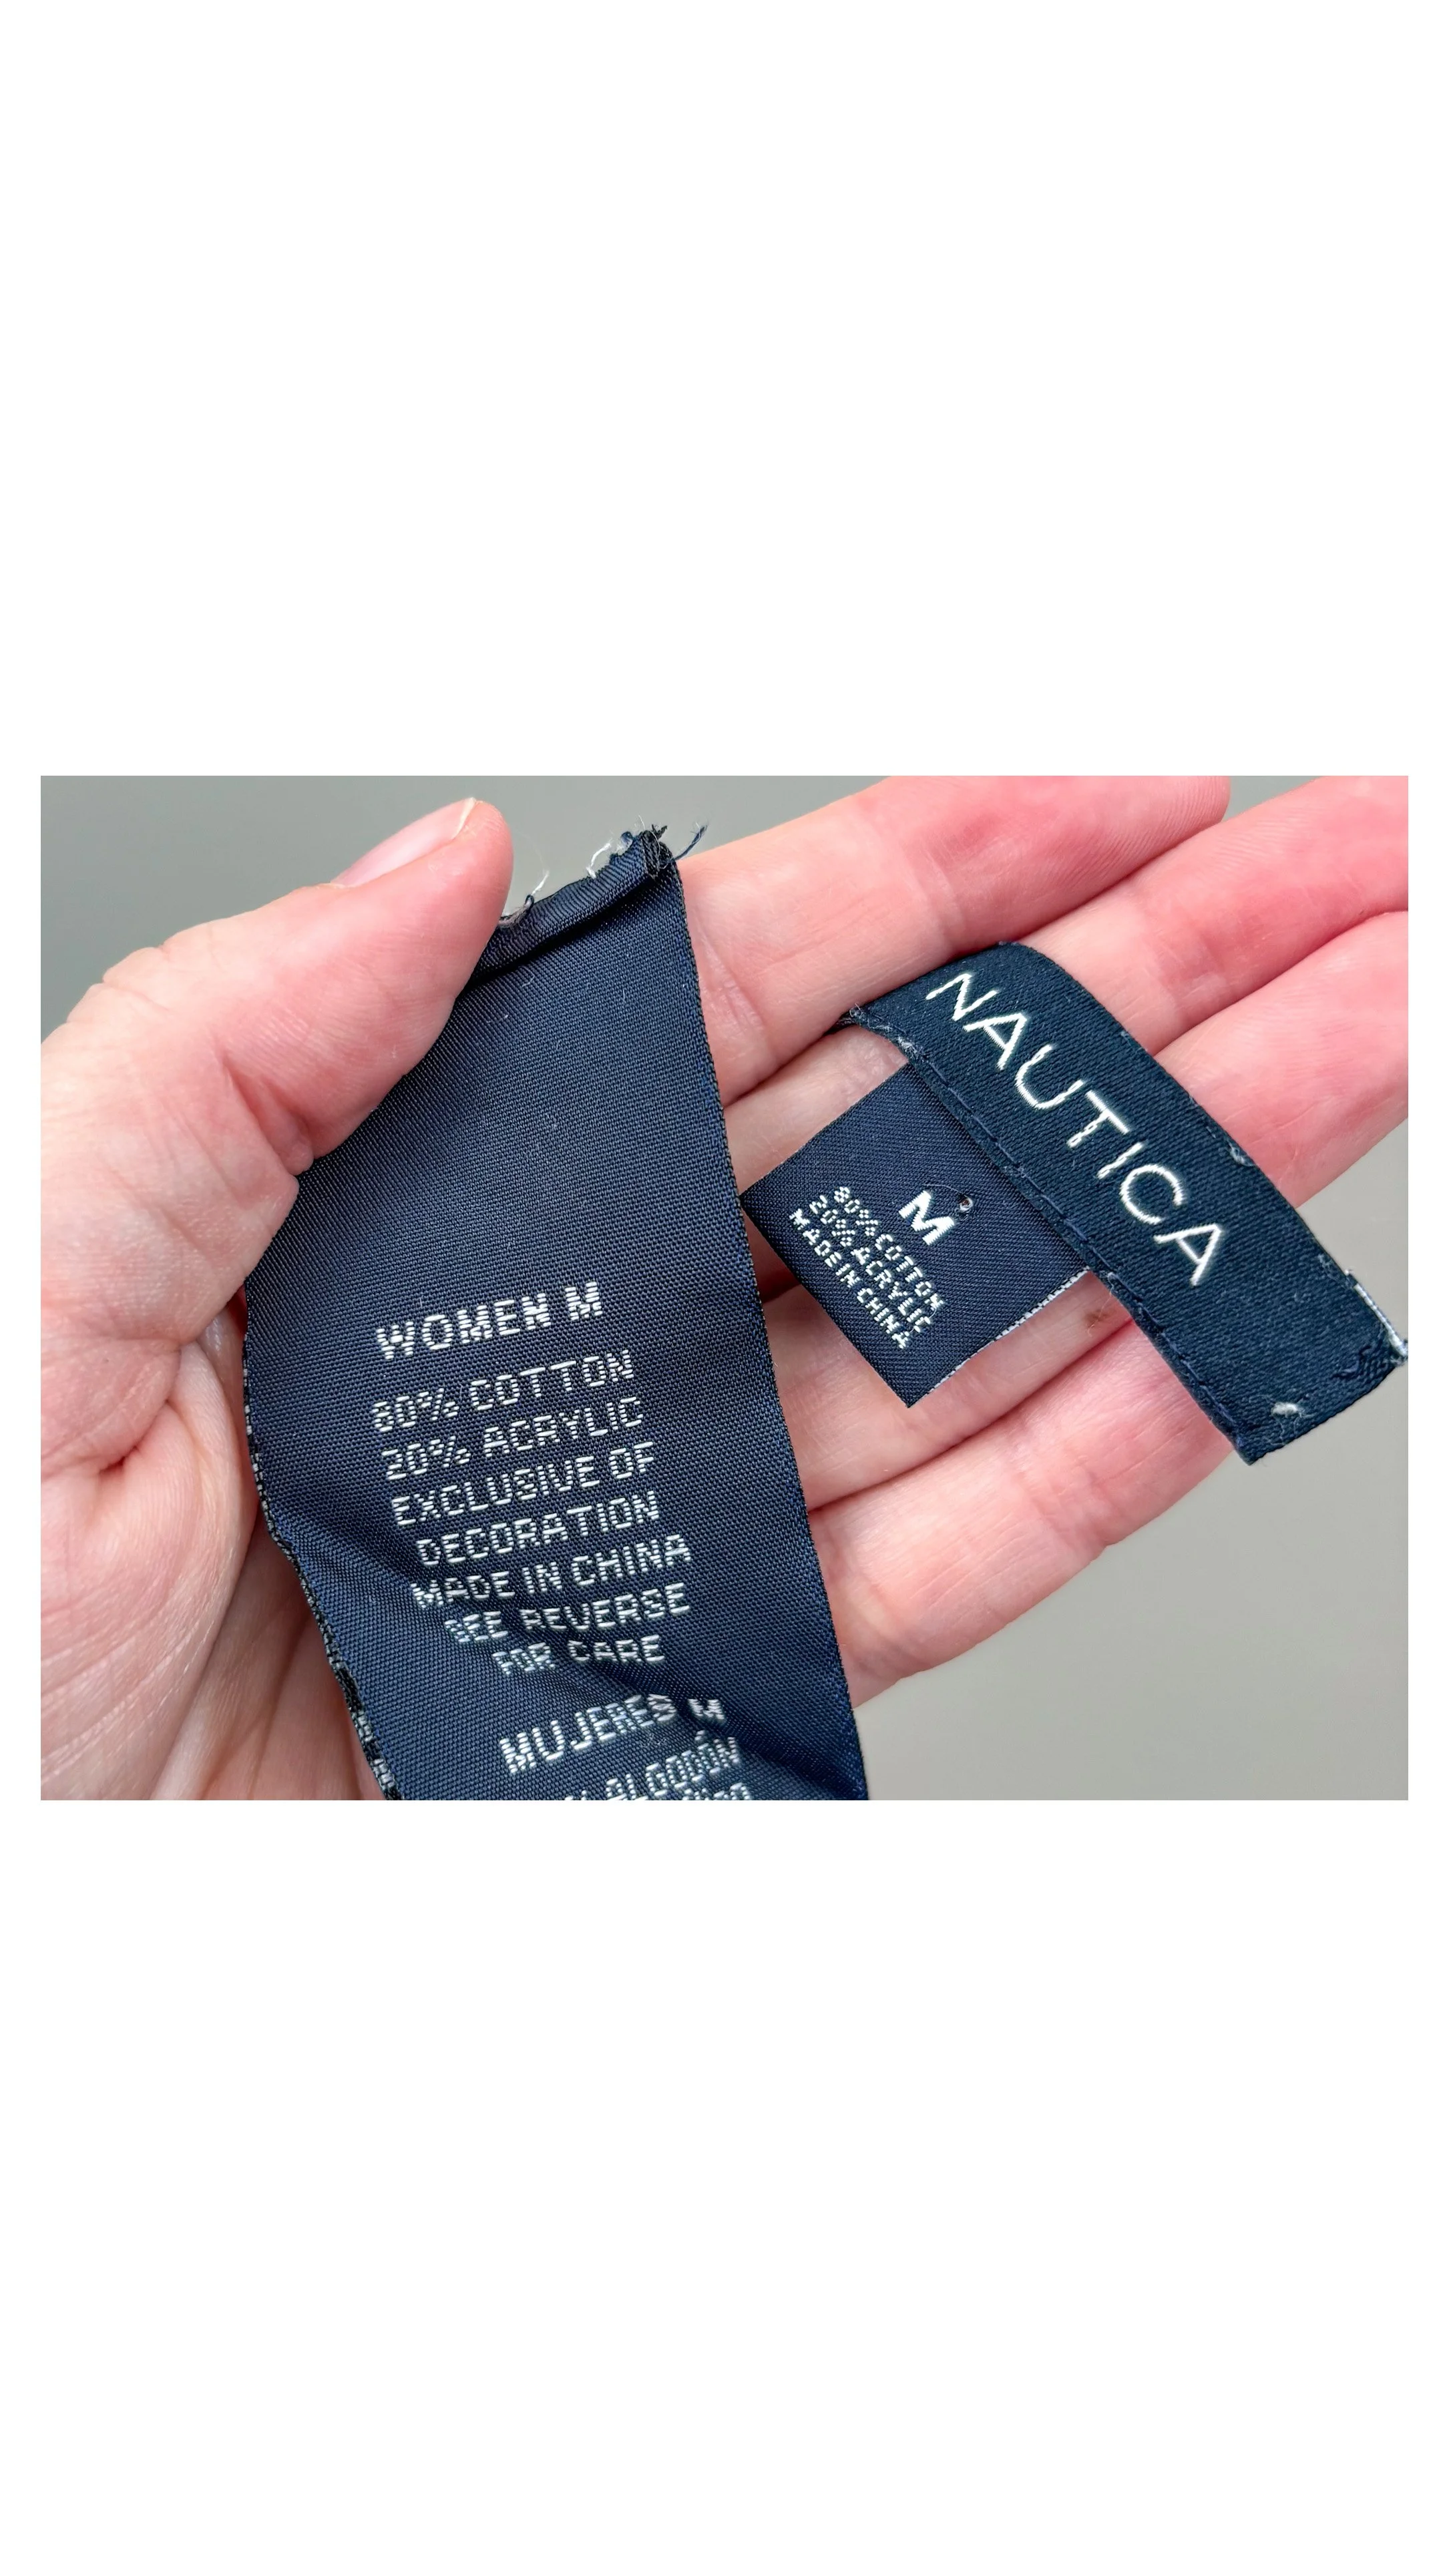 WOMEN M
80% COTTON
20% ACRYLIC
EXCLUSIVE OF
DECORATION
MADE IN CHINA
SEE REVERSE
FOR CARE
MUJERES M
% ALGODÓN
NAUTICA
M
80% COTTON
20% ACRYLIC
MADE IN CHINA